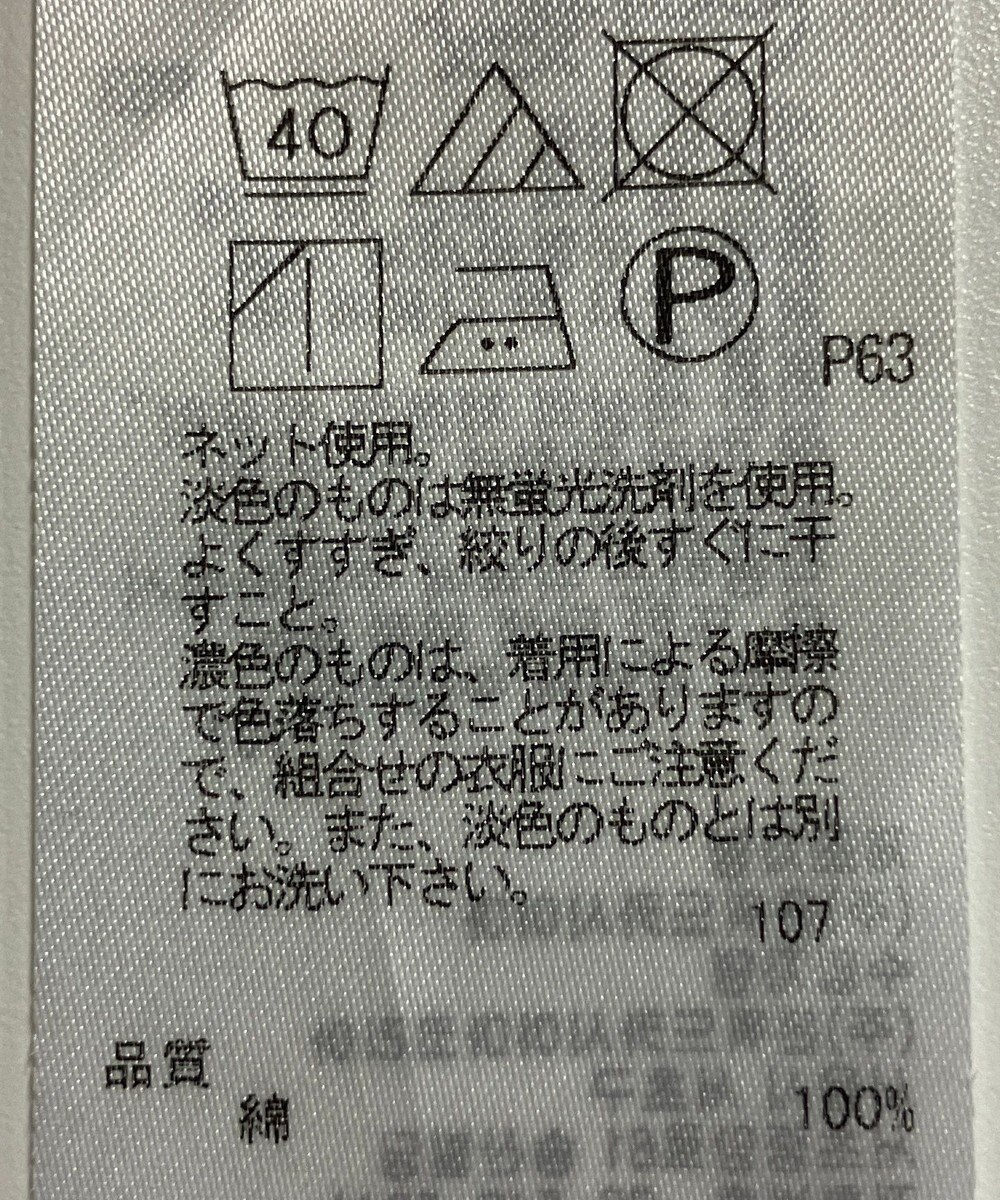 40
P
P63
ネット使用。
淡色のものは無蛍光洗剤を使用。
よくすすぎ、絞りの後すぐに干
すこと。
濃色のものは、着用による摩擦
で色落ちすることがありますの
で、組合せの衣服にご注意くだ
さい。また、淡色のものとは別
にお洗い下さい。
107
品質
綿 100%